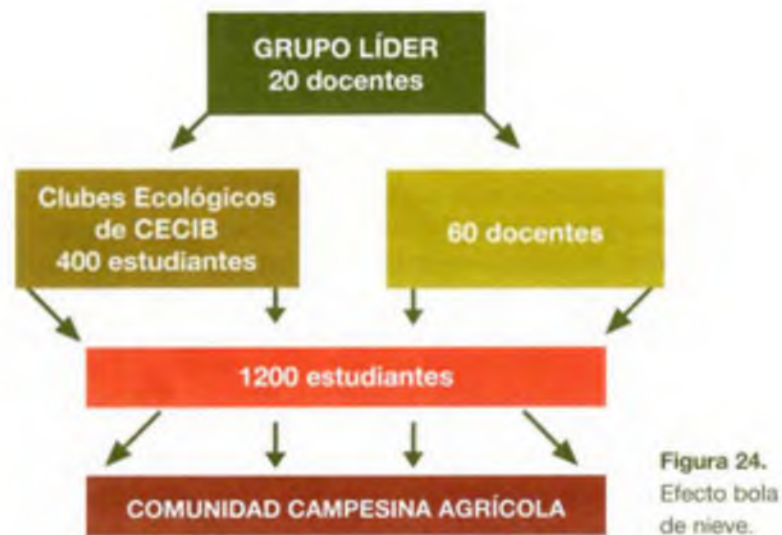 GRUPO LÍDER
20 docentes
Clubes Ecológicos
de CECIB
400 estudiantes
60 docentes
1200 estudiantes
COMUNIDAD CAMPESINA AGRÍCOLA
Figura 24.
Efecto bola
de nieve.